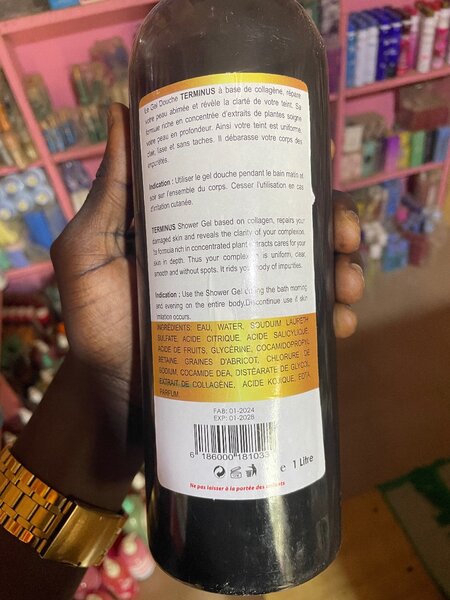 Le Gel Douche TERMINUS à base de collagène, répare
votre peau abimée et révèle la clarté de votre teint. Sa
formule riche en concentrée d'extraits de plantes soigne
votre peau en profondeur. Ainsi votre teint est uniforme,
clair, lisse et sans taches. Il débarasse votre corps des
impuretés.
Indication : Utiliser le gel douche pendant le bain matin et
soir sur l'ensemble du corps. Cesser l'utilisation en cas
d'irritation cutanée.
TERMINUS Shower Gel based on collagen, repairs your
damaged skin and reveals the clarity of your complexion.
Its formula rich in concentrated plant extracts cares for your
skin in depth. Thus your complexion is uniform, clear,
smooth and without spots. It rids your body of impurities.
Indication : Use the Shower Gel during the bath morning
and evening on the entire body.Discontinue use if skin
irritation occurs.
INGRÉDIENTS: EAU, WATER, SOUDUIM LAURETH
SULFATE, ACIDE CITRIQUE, ACIDE SALICYLIQUE,
ACIDE DE FRUITS, GLYCÉRINE, COCAMIDOPROPYL
BÉTAINE. GRAINES D'ABRICOT, CHLORURE DE
SODIUM, COCAMIDE DEA, DISTÉARATE DE GLYCOL,
EXTRAIT DE COLLAGÈNE, ACIDE KOJIQUE, EDTA,
PARFUM.
FAB: 01-2024
EXP: 01-2028
6 186000 181033
e 1 Litre
Ne pas laisser à la portée des enfants